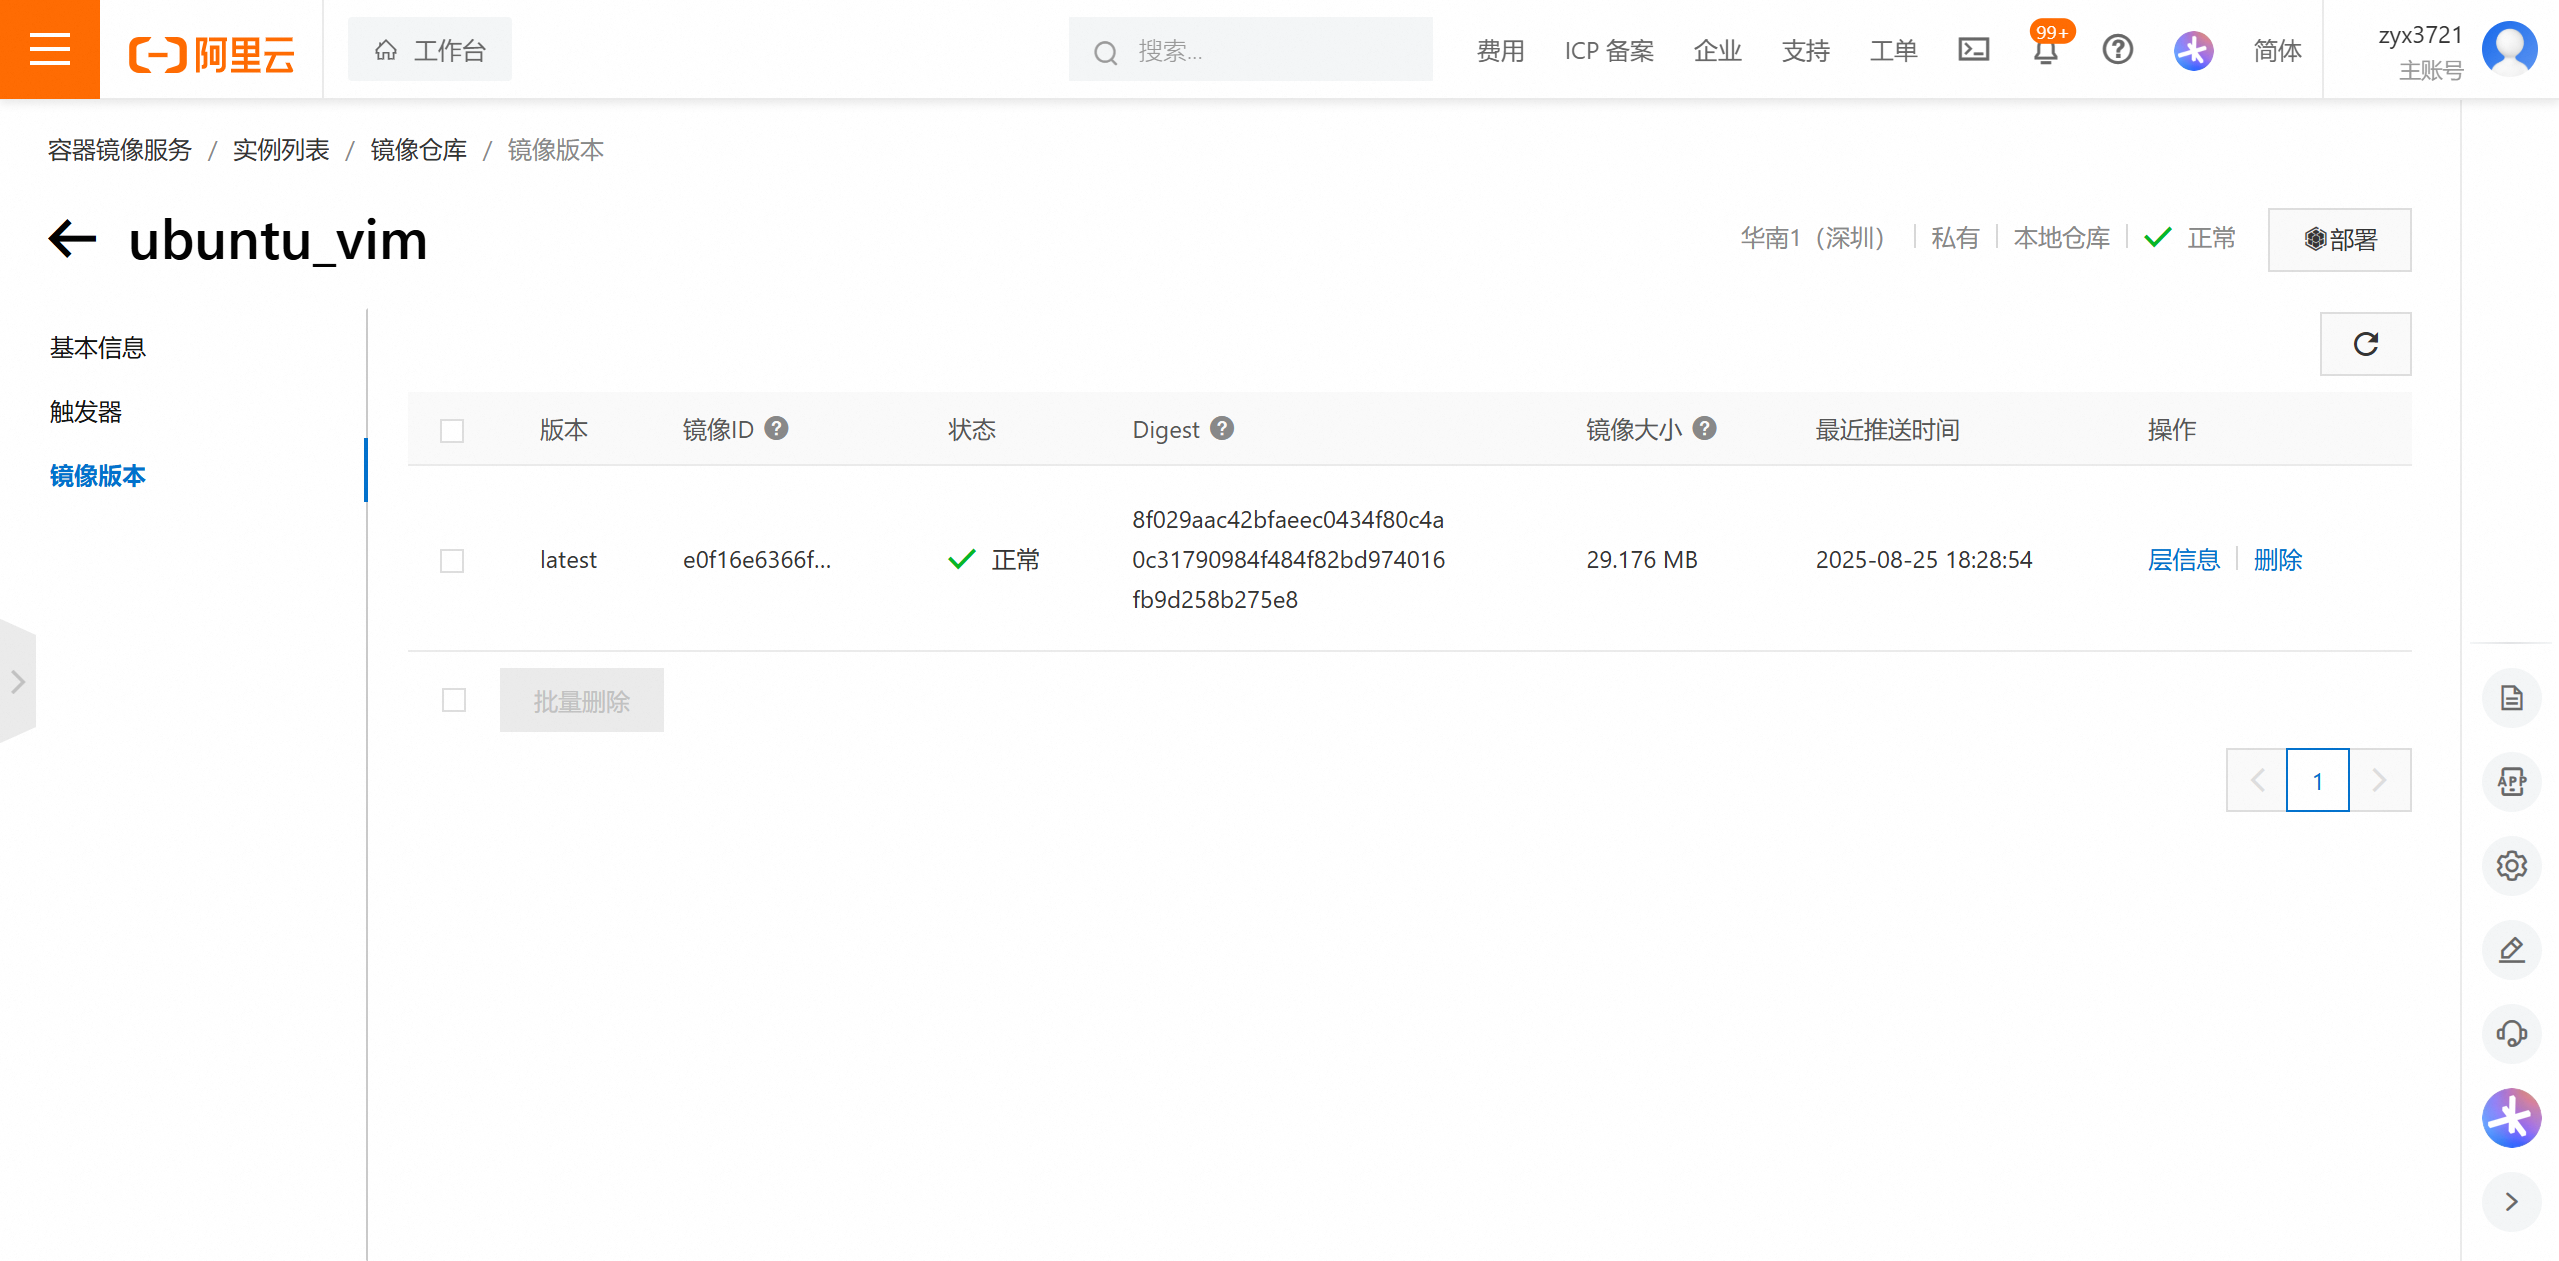 阿里云
工作台
搜索...
费用
ICP 备案
企业
支持
工单
99+
简体
zyx3721
主账号
容器镜像服务 / 实例列表 / 镜像仓库 / 镜像版本
ubuntu_vim
华南1（深圳）
私有
本地仓库
正常
部署
基本信息
触发器
镜像版本
版本 镜像ID 状态 Digest 镜像大小 最近推送时间 操作
latest e0f16e6366f... 正常
8f029aac42bfaeec0434f80c4a
0c31790984f484f82bd974016
fb9d258b275e8
29.176 MB 2025-08-25 18:28:54 层信息 删除
批量删除
1
APP